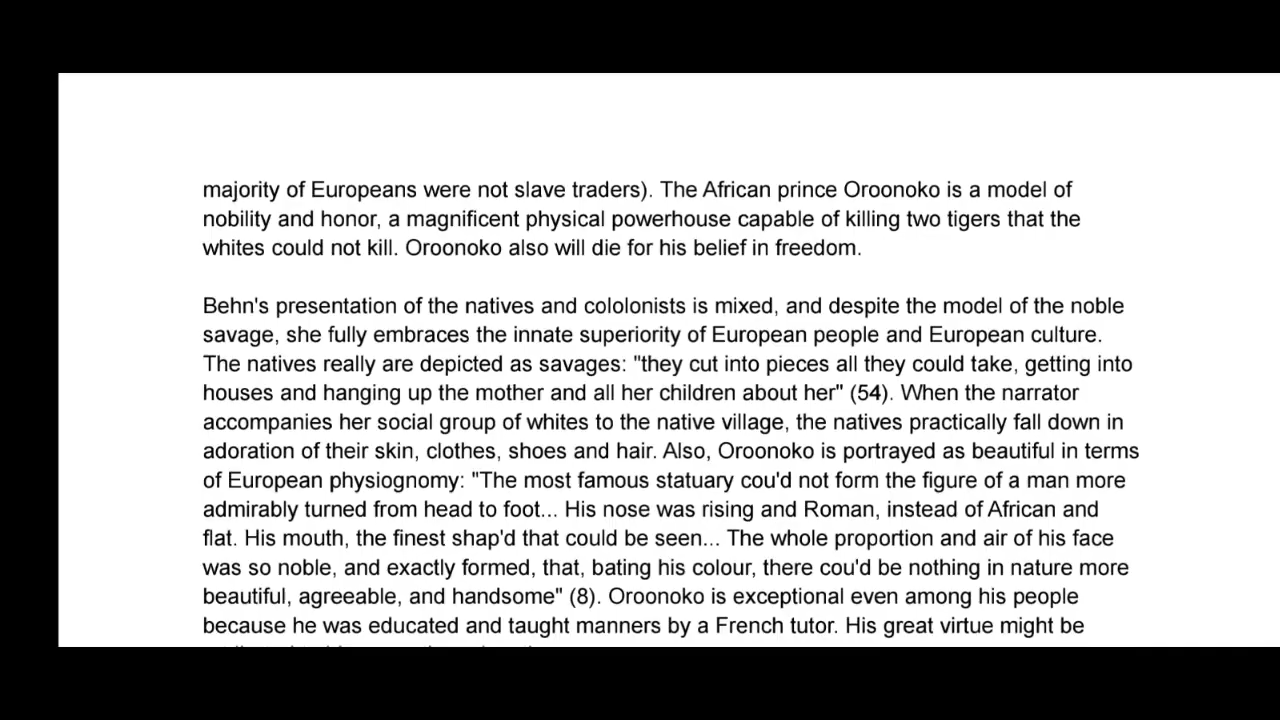 majority of Europeans were not slave traders). The African prince Oroonoko is a model of
nobility and honor, a magnificent physical powerhouse capable of killing two tigers that the
whites could not kill. Oroonoko also will die for his belief in freedom.
Behn's presentation of the natives and cololonists is mixed, and despite the model of the noble
savage, she fully embraces the innate superiority of European people and European culture.
The natives really are depicted as savages: "they cut into pieces all they could take, getting into
houses and hanging up the mother and all her children about her" (54). When the narrator
accompanies her social group of whites to the native village, the natives practically fall down in
adoration of their skin, clothes, shoes and hair. Also, Oroonoko is portrayed as beautiful in terms
of European physiognomy: "The most famous statuary cou'd not form the figure of a man more
admirably turned from head to foot... His nose was rising and Roman, instead of African and
flat. His mouth, the finest shap'd that could be seen... The whole proportion and air of his face
was so noble, and exactly formed, that, bating his colour, there cou'd be nothing in nature more
beautiful, agreeable, and handsome" (8). Oroonoko is exceptional even among his people
because he was educated and taught manners by a French tutor. His great virtue might be